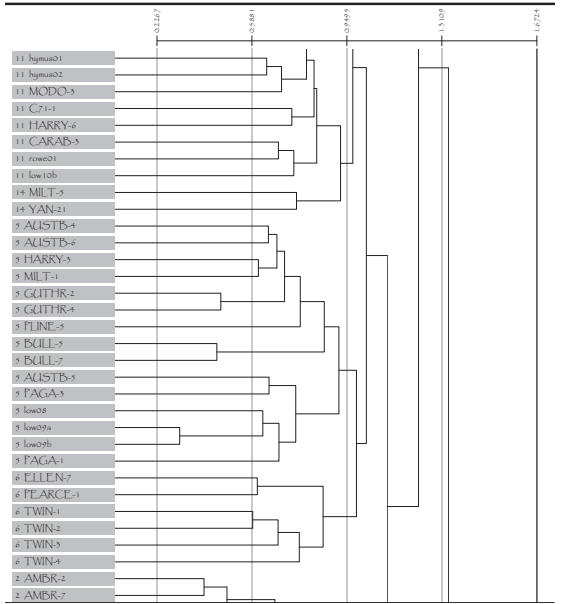 0.2267
0.5881
0.9495
1.3109
1.6724
11 hymus01
11 hymus02
11 MODO-3
11 C71-1
11 HARRY-6
11 CARAB-3
11 rowe01
11 low10b
14 MILT-5
14 YAN-21
5 AUSTB-4
5 AUSTB-6
5 HARRY-3
5 MILT-1
5 GUTHR-2
5 GUTHR-4
5 PLINE-5
5 BULL-5
5 BULL-7
5 AUSTB-5
5 PAGA-3
5 low08
5 low09a
5 low09b
5 PAGA-1
6 ELLEN-7
6 PEARCE-1
6 TWIN-1
6 TWIN-2
6 TWIN-3
6 TWIN-4
2 AMBR-2
2 AMBR-7